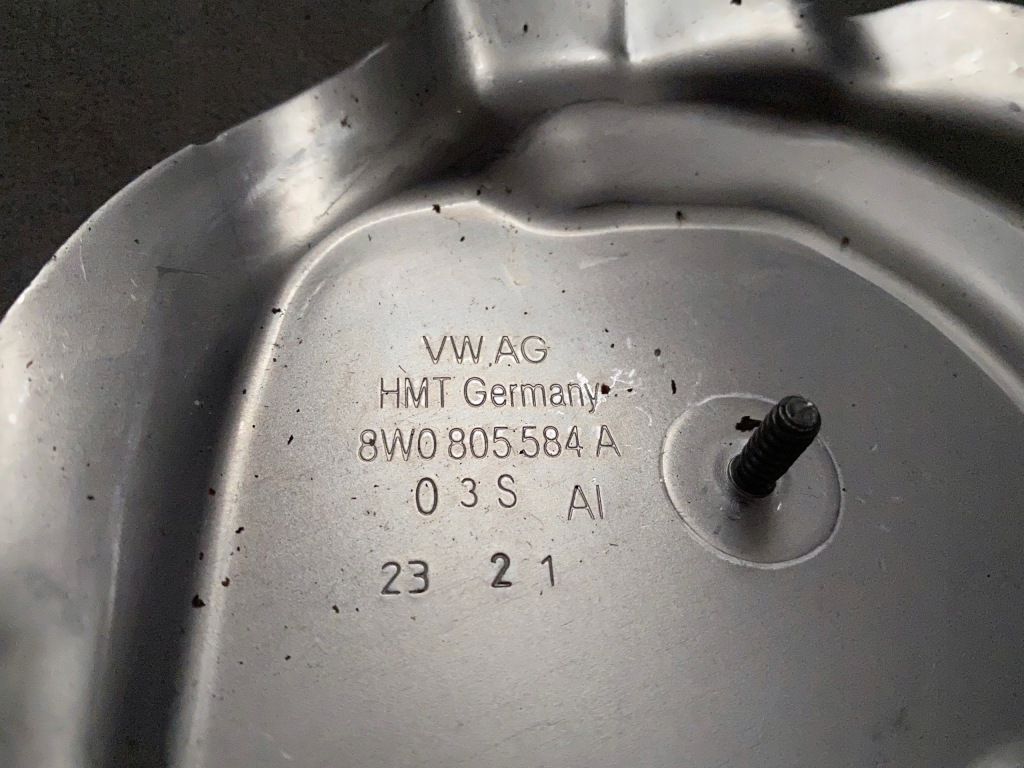 VW AG
HMT Germany
8W0 805 584 A
0 3 S Al
23 2 1